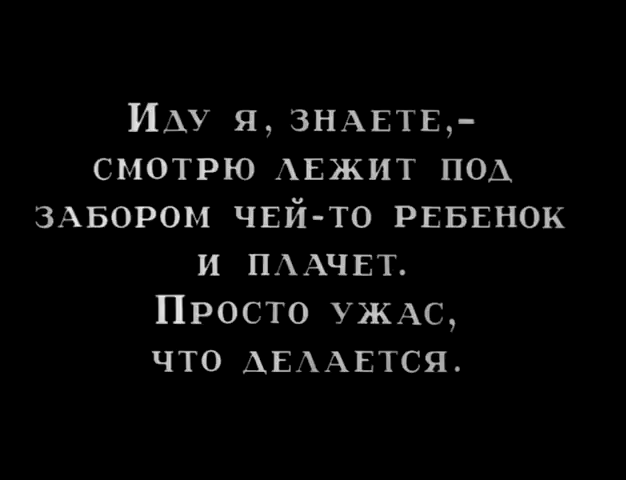 Иду я, знаете,-
смотрю лежит под
забором чей-то ребенок
и плачет.
Просто ужас,
что делается.